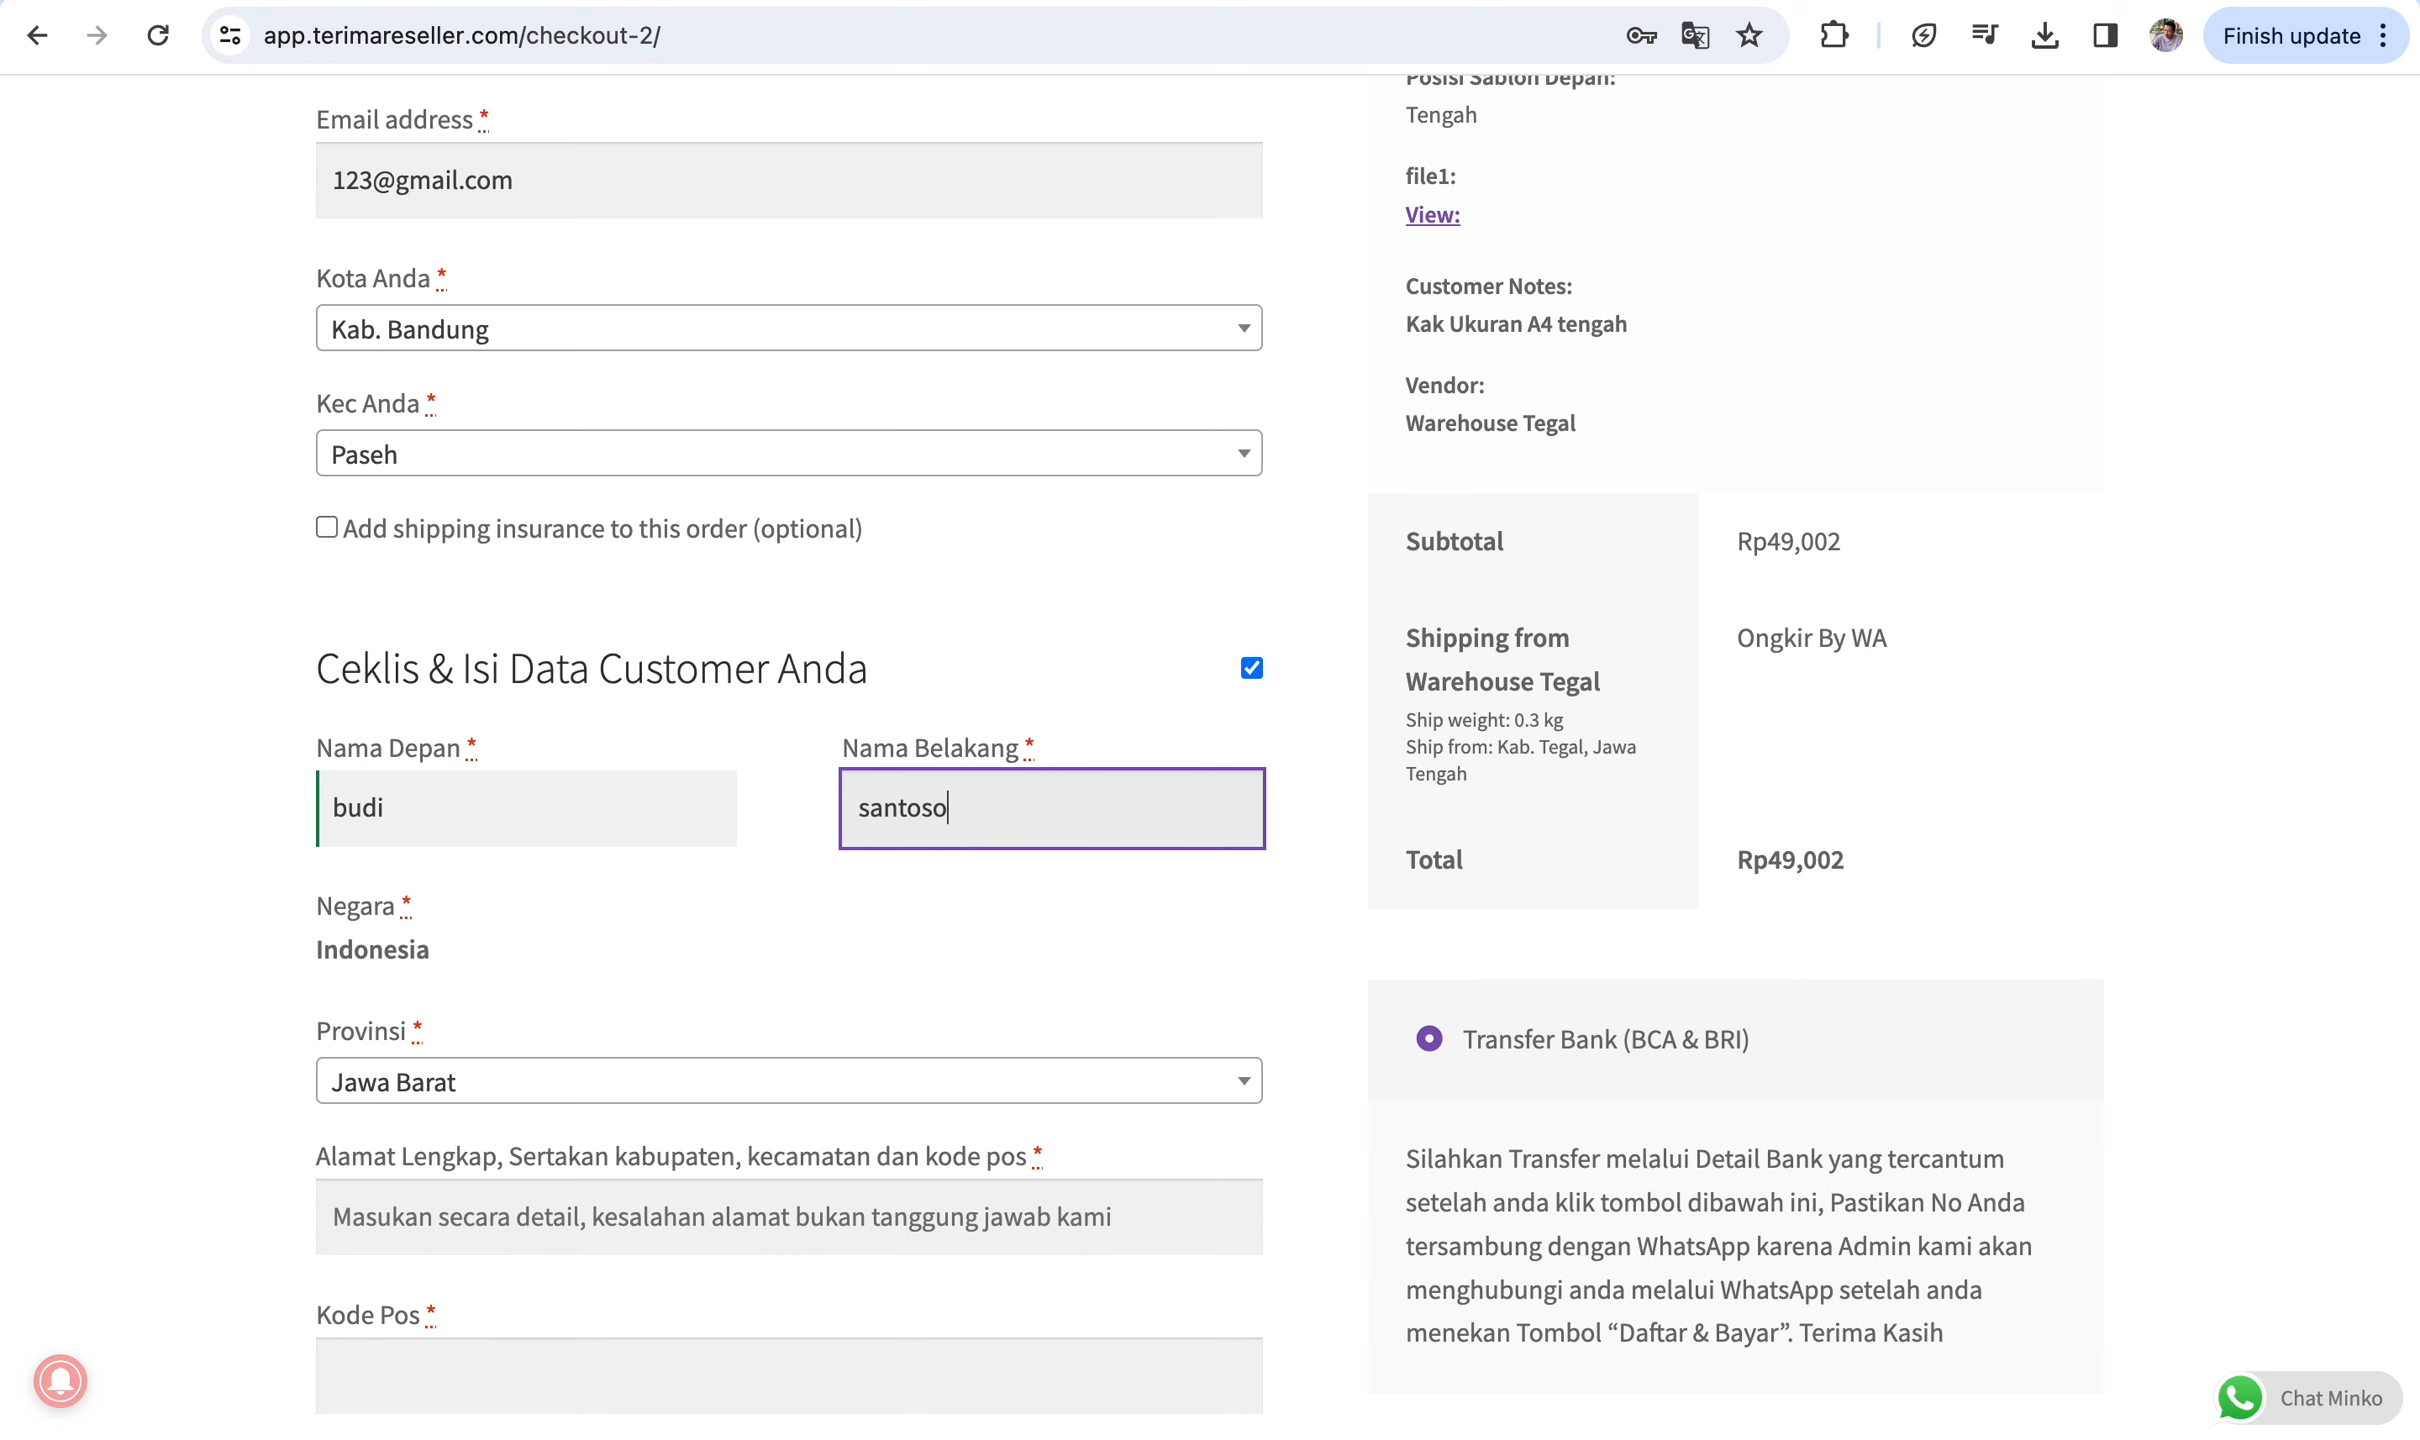 app.terimareseller.com/checkout-2/
Finish update
Email address *
123@gmail.com
Kota Anda *
Kab. Bandung
Kec Anda *
Paseh
Add shipping insurance to this order (optional)
Ceklis & Isi Data Customer Anda
Nama Depan *
Nama Belakang *
budi
santoso
Negara *
Indonesia
Provinsi *
Jawa Barat
Alamat Lengkap, Sertakan kabupaten, kecamatan dan kode pos *
Masukan secara detail, kesalahan alamat bukan tanggung jawab kami
Kode Pos *
Posisi Sablon Depan:
Tengah
file1:
View:
Customer Notes:
Kak Ukuran A4 tengah
Vendor:
Warehouse Tegal
Subtotal
Rp49,002
Shipping from
Warehouse Tegal
Ongkir By WA
Ship weight: 0.3 kg
Ship from: Kab. Tegal, Jawa
Tengah
Total
Rp49,002
Transfer Bank (BCA & BRI)
Silahkan Transfer melalui Detail Bank yang tercantum
setelah anda klik tombol dibawah ini, Pastikan No Anda
tersambung dengan WhatsApp karena Admin kami akan
menghubungi anda melalui WhatsApp setelah anda
menekan Tombol “Daftar & Bayar”. Terima Kasih
Chat Minko